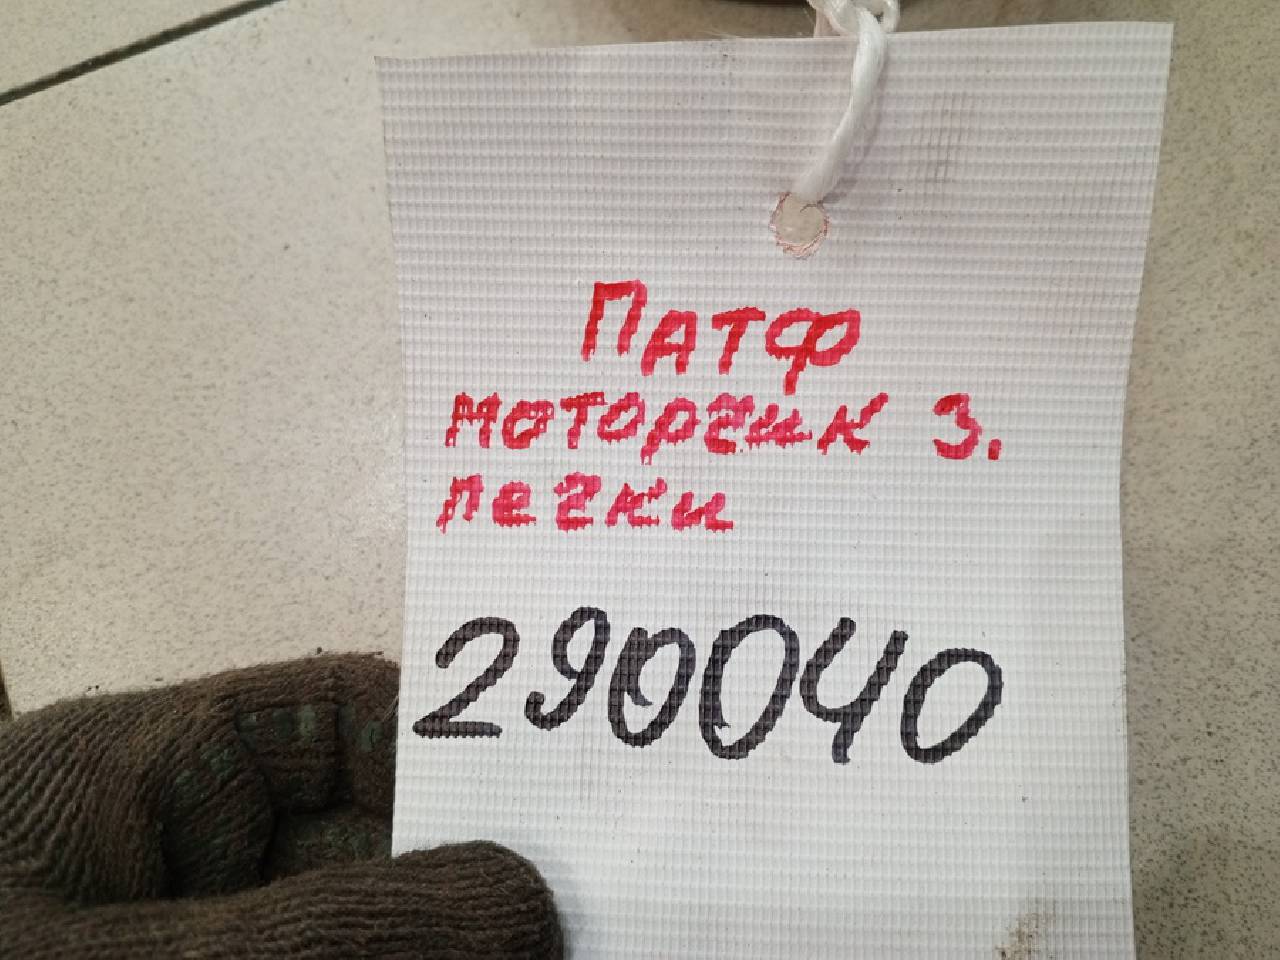 Патф
моторчик з.
печки
290040